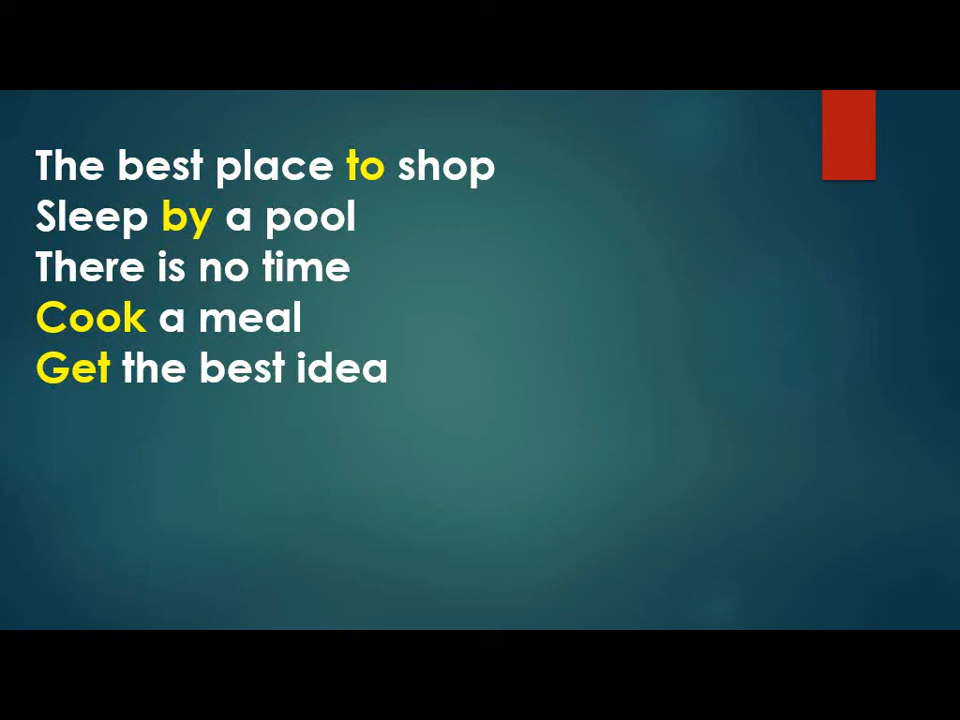 The best place to shop
Sleep by a pool
There is no time
Cook a meal
Get the best idea